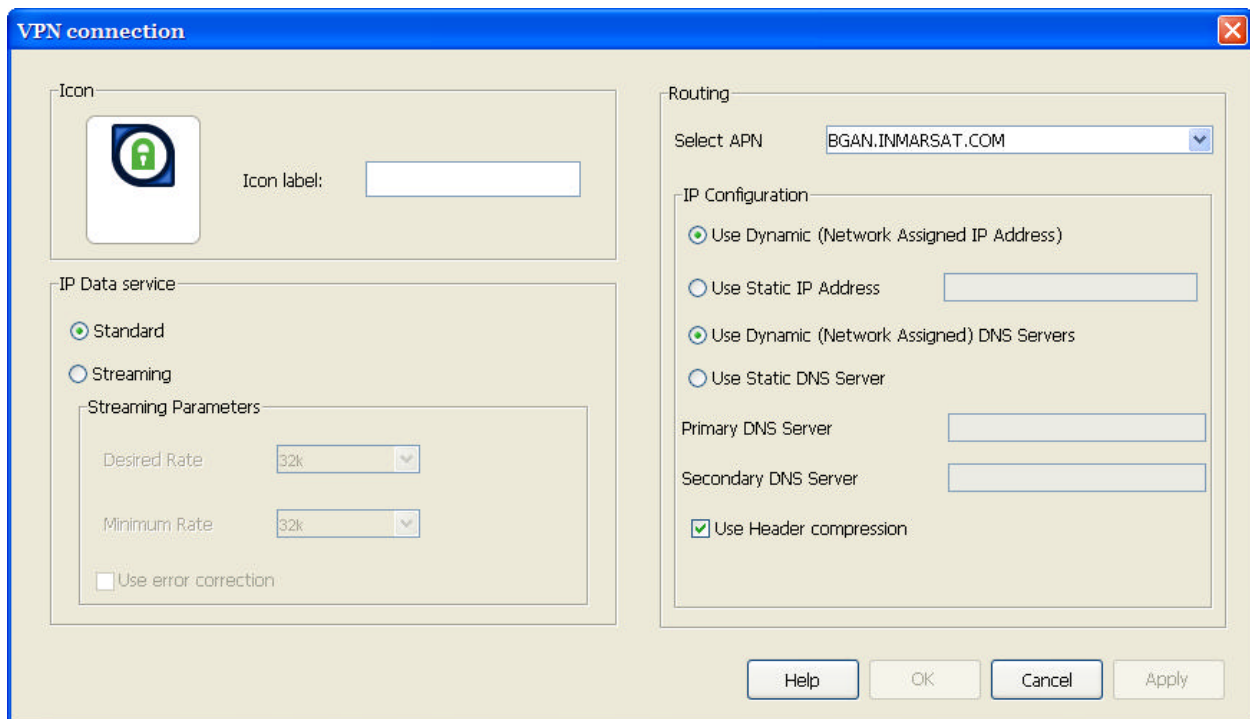 VPN connection
Icon
Icon label:
IP Data service
Standard
Streaming
Streaming Parameters
Desired Rate 32k
Minimum Rate 32k
Use error correction
Routing
Select APN BGAN.INMARSAT.COM
IP Configuration
Use Dynamic (Network Assigned IP Address)
Use Static IP Address
Use Dynamic (Network Assigned) DNS Servers
Use Static DNS Server
Primary DNS Server
Secondary DNS Server
Use Header compression
Help OK Cancel Apply